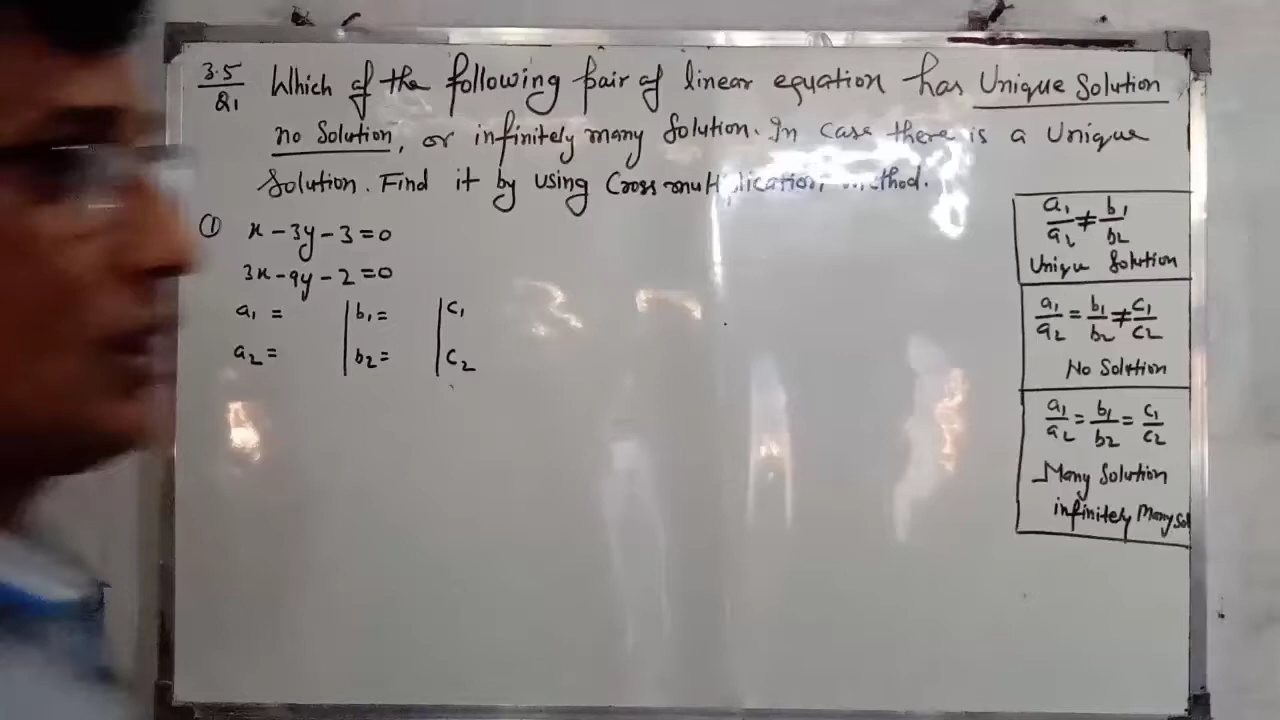 3.5/Q1 Which of the following pair of linear equation has Unique Solution
no Solution, or infinitely many Solution. In case there is a Unique
Solution. Find it by using Cross multiplication method.
① x - 3y - 3 = 0
3x - 9y - 2 = 0
a₁ = | b₁ = | c₁
a₂ = | b₂ = | c₂
a₁/a₂ ≠ b₁/b₂
Unique Solution
a₁/a₂ = b₁/b₂ ≠ c₁/c₂
No Solution
a₁/a₂ = b₁/b₂ = c₁/c₂
Many Solution
infinitely Many Sol